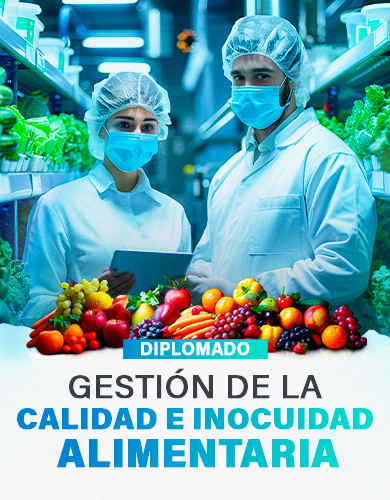 DIPLOMADO
GESTIÓN DE LA
CALIDAD E INOCUIDAD
ALIMENTARIA